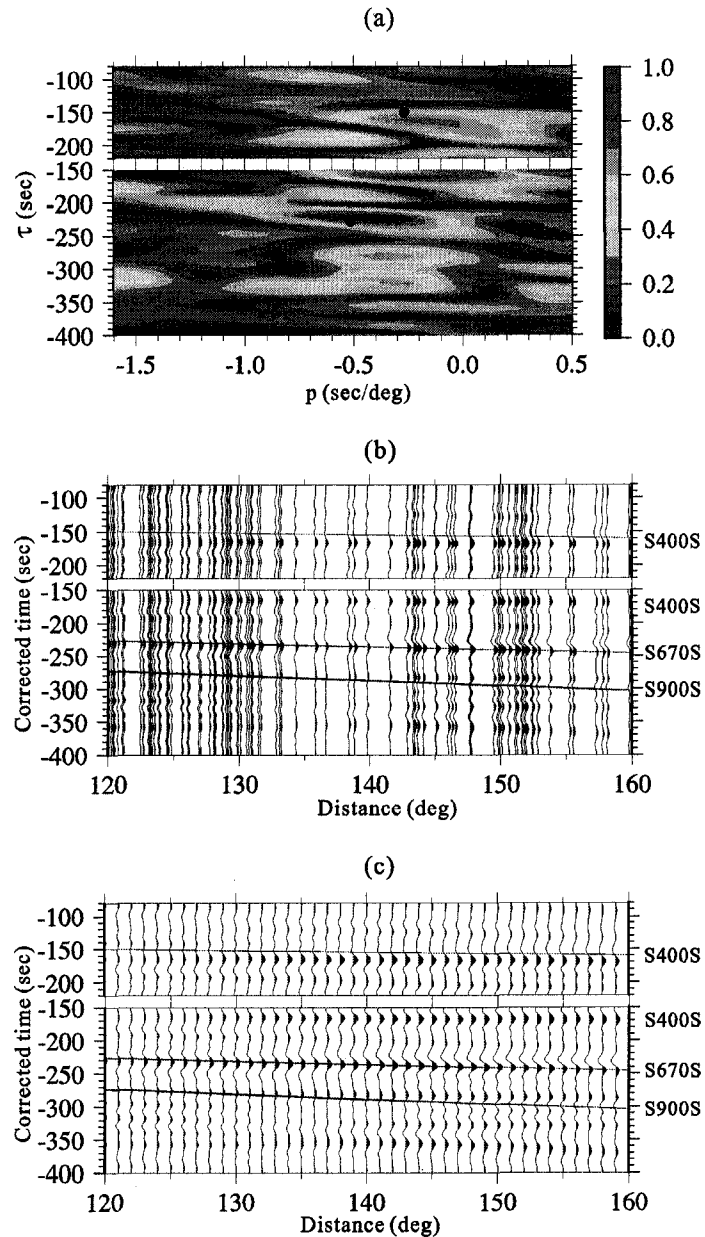 (a)
-100
-150
-200
-150
-200
-250
-300
-350
-400
τ (sec)
-1.5 -1.0 -0.5 0.0 0.5
p (sec/deg)
1.0
0.8
0.6
0.4
0.2
0.0
(b)
-100
-150
-200
-150
-200
-250
-300
-350
-400
Corrected time (sec)
S400S
S400S
S670S
S900S
120 130 140 150 160
Distance (deg)
(c)
-100
-150
-200
-150
-200
-250
-300
-350
-400
Corrected time (sec)
S400S
S400S
S670S
S900S
120 130 140 150 160
Distance (deg)